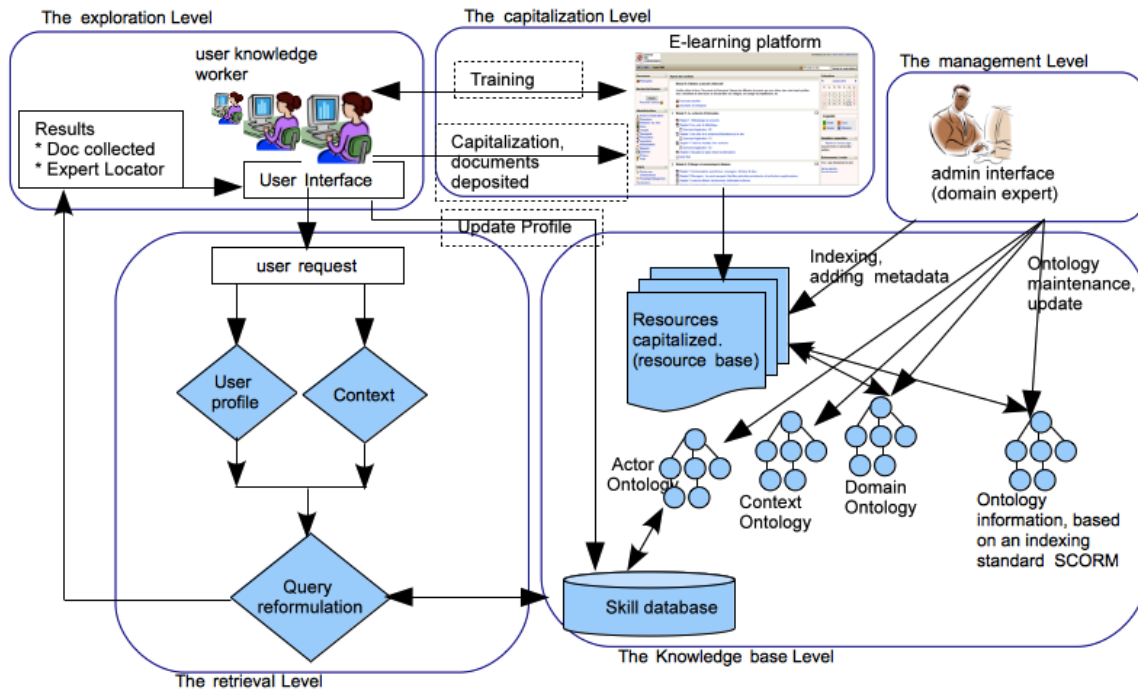 The exploration Level
The capitalization Level
user knowledge
worker
E-learning platform
The management Level
Training
Results
* Doc collected
* Expert Locator
Capitalization,
documents
deposited
User Interface
admin interface
(domain expert)
Update Profile
user request
Indexing,
adding metadata
Ontology
maintenance,
update
Resources
capitalized.
(resource base)
User
profile
Context
Actor
Ontology
Context
Ontology
Domain
Ontology
Ontology
information, based
on an indexing
standard SCORM
Query
reformulation
Skill database
The Knowledge base Level
The retrieval Level